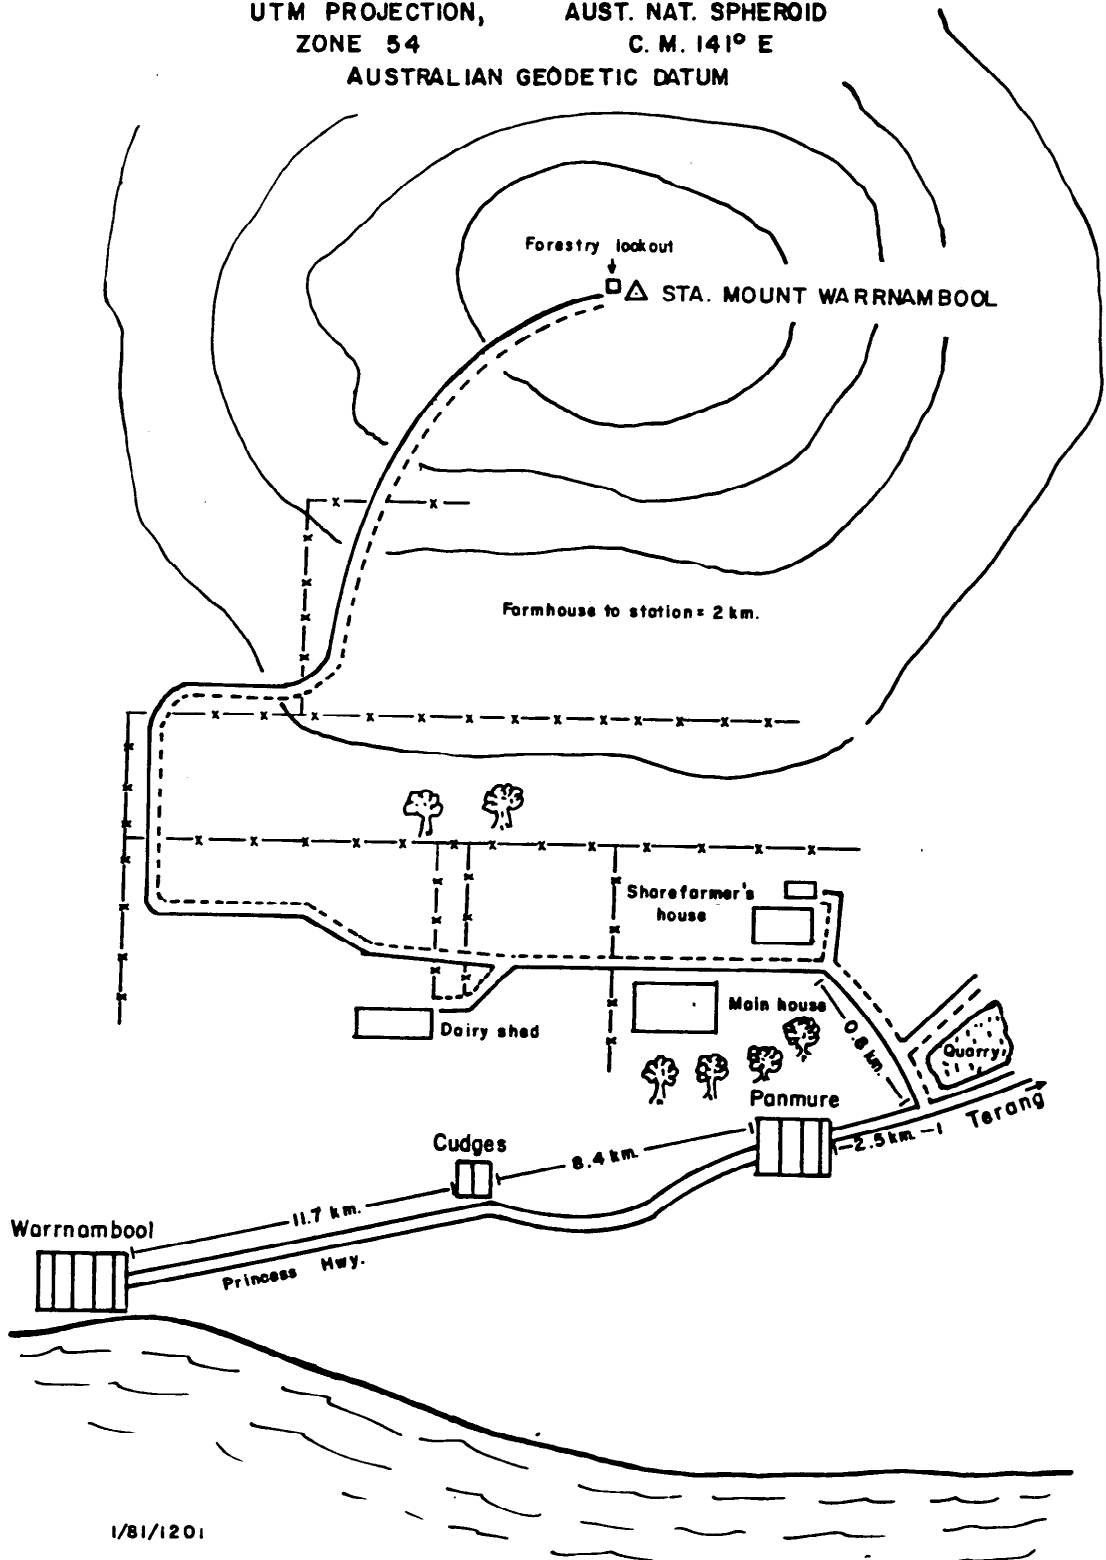 UTM PROJECTION, AUST. NAT. SPHEROID
ZONE 54 C. M. 141° E
AUSTRALIAN GEODETIC DATUM
Forestry lookout
STA. MOUNT WARRNAMBOOL
Farmhouse to station = 2 km.
Sharefarmer's
house
Main house
Dairy shed
0.8 km.
Quarry
Panmure
Terang
2.5 km.
Cudges
8.4 km.
11.7 km.
Warrnambool
Princess Hwy.
1/81/1201